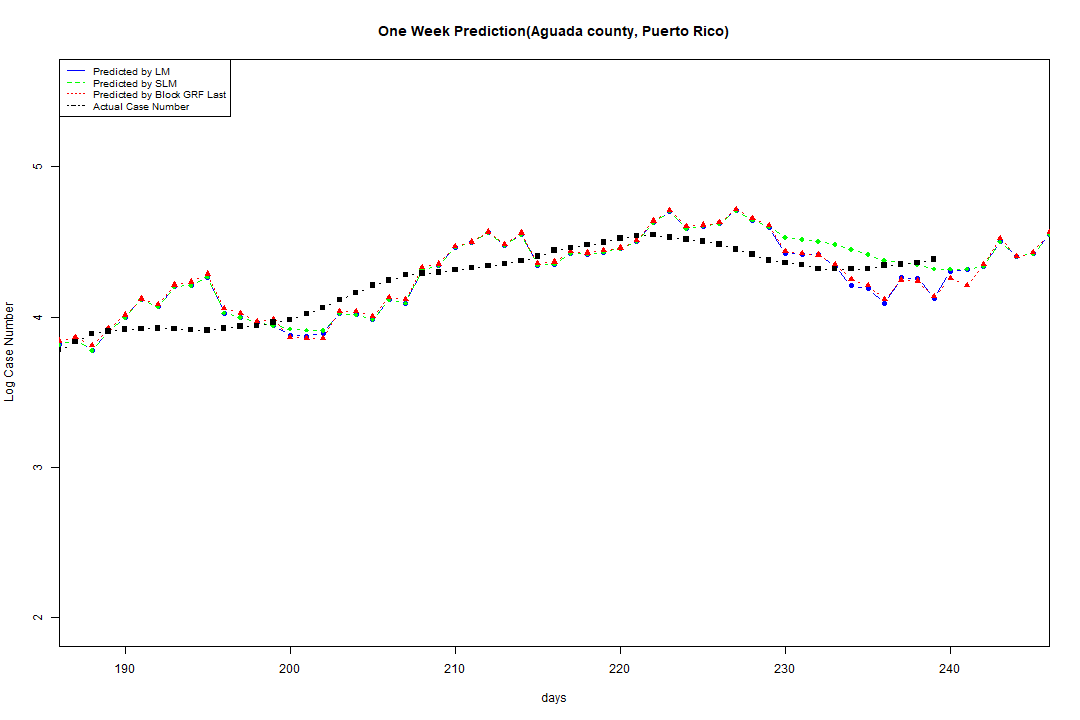 One Week Prediction(Aguada county, Puerto Rico)
Predicted by LM
Predicted by SLM
Predicted by Block GRF Last
Actual Case Number
5
4
3
2
Log Case Number
190 200 210 220 230 240
days